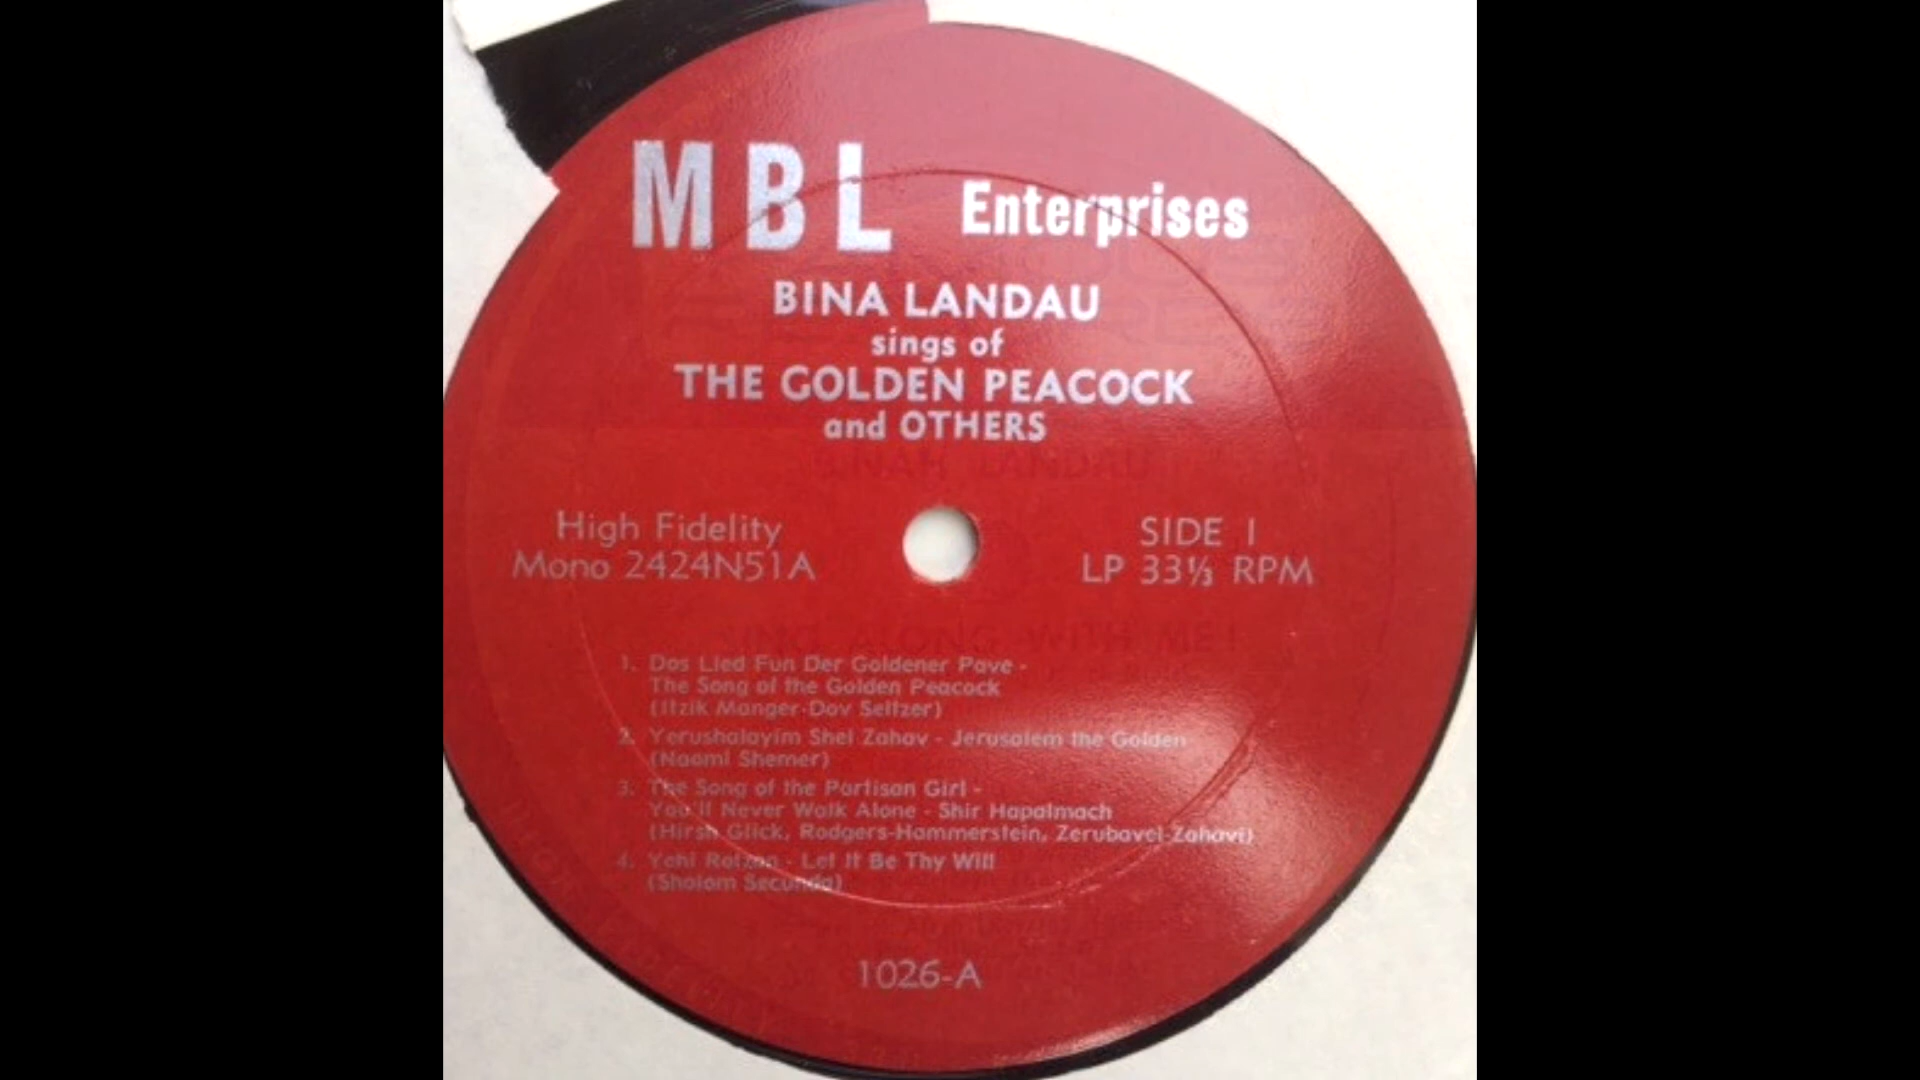 MBL Enterprises
BINA LANDAU
sings of
THE GOLDEN PEACOCK
and OTHERS
High Fidelity
Mono 2424N51A
SIDE 1
LP 33⅓ RPM
1. Dos Lied Fun Der Goldener Pave -
The Song of the Golden Peacock
(Itzik Manger-Dov Seltzer)
2. Yerushalayim Shel Zahav - Jerusalem the Golden
(Naomi Shemer)
3. The Song of the Partisan Girl -
You'll Never Walk Alone - Shir Hapalmach
(Hirsh Glick, Rodgers-Hammerstein, Zerubavel-Zahavi)
4. Yehi Rotzon - Let It Be Thy Will
(Sholom Secunda)
1026-A